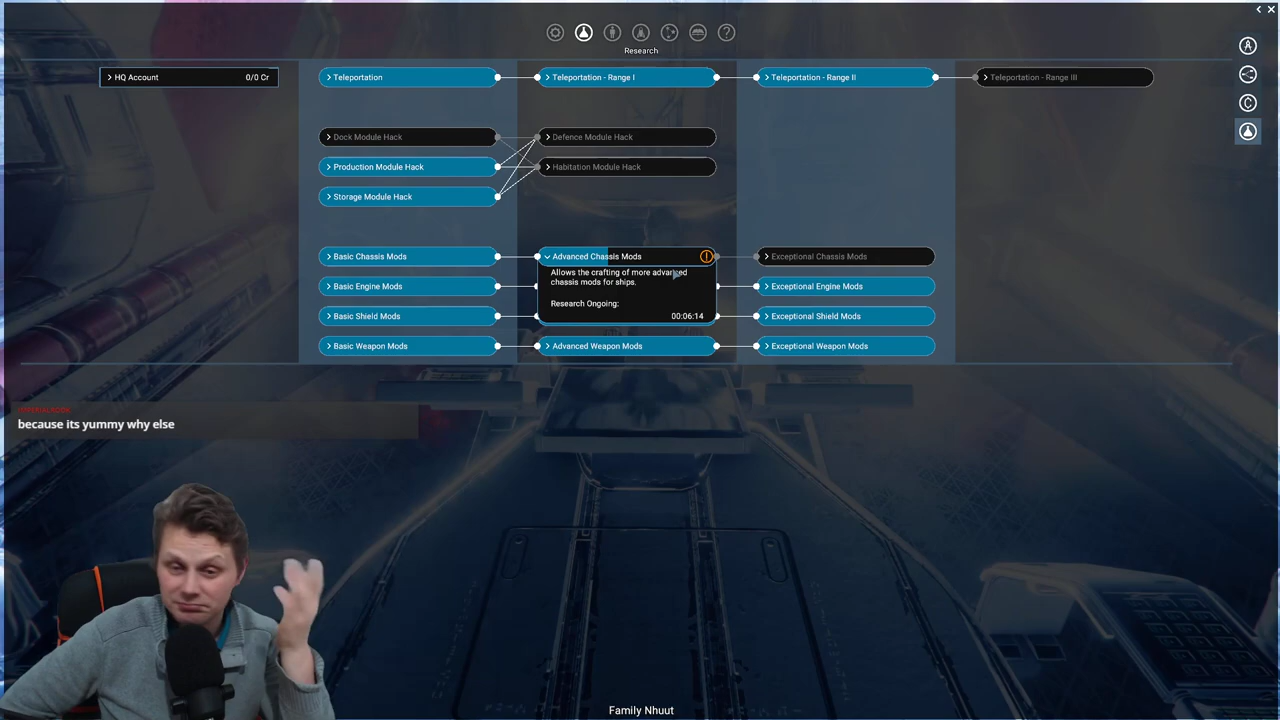 Research
HQ Account 0/0 Cr
Teleportation
Teleportation - Range I
Teleportation - Range II
Teleportation - Range III
Dock Module Hack
Defence Module Hack
Production Module Hack
Habitation Module Hack
Storage Module Hack
Basic Chassis Mods
Advanced Chassis Mods
Exceptional Chassis Mods
Allows the crafting of more advanced
chassis mods for ships.
Research Ongoing:
00:06:14
Basic Engine Mods
Exceptional Engine Mods
Basic Shield Mods
Exceptional Shield Mods
Basic Weapon Mods
Advanced Weapon Mods
Exceptional Weapon Mods
because its yummy why else
Family Nhuut